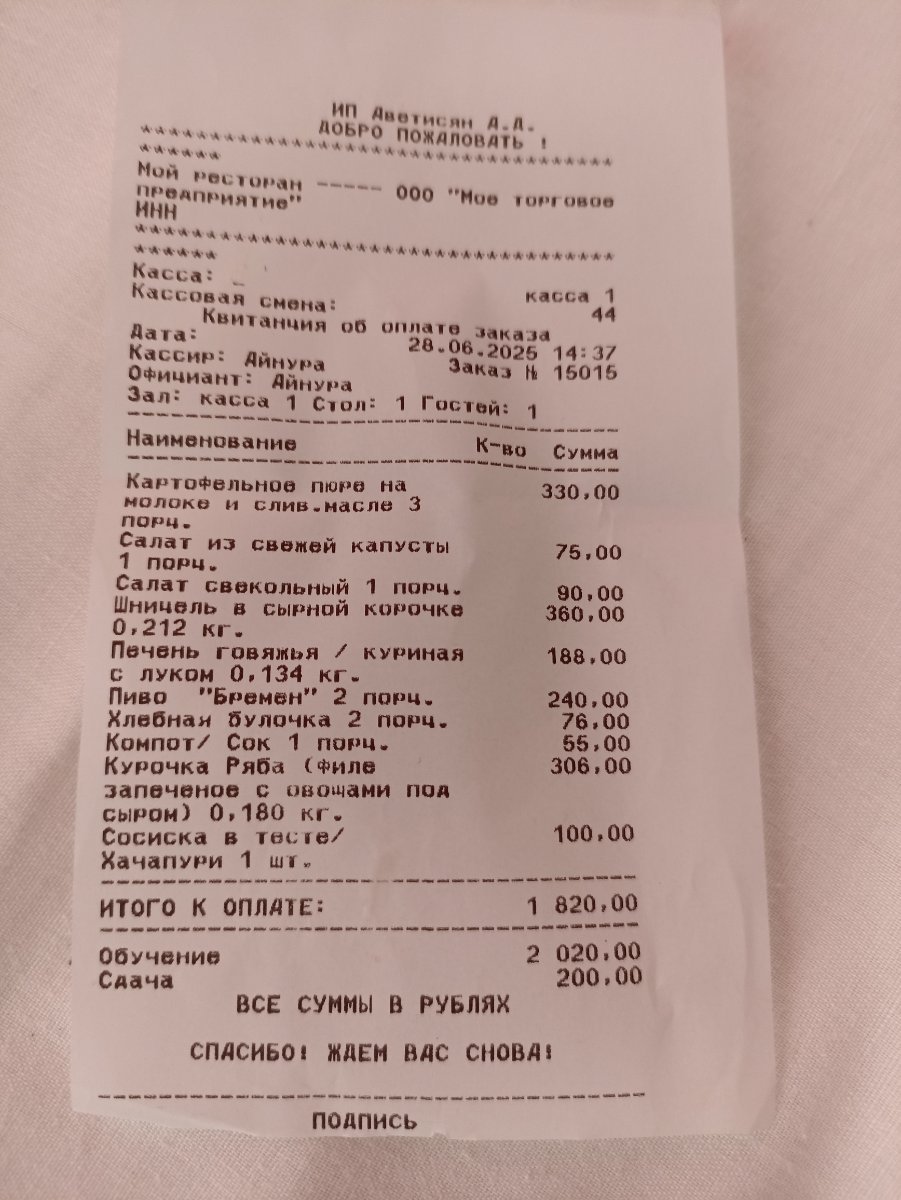 ИП Аветисян А.А.
ДОБРО ПОЖАЛОВАТЬ !
*************************************
******
Мой ресторан ----- ООО "Мое торговое
предприятие"
ИНН
*************************************
******
Касса: касса 1
Кассовая смена: 44
Квитанция об оплате заказа
Дата: 28.06.2025 14:37
Кассир: Айнура Заказ № 15015
Официант: Айнура
Зал: касса 1 Стол: 1 Гостей: 1
Наименование К-во Сумма
Картофельное пюре на 330,00
молоке и слив.масле 3
порц.
Салат из свежей капусты 75,00
1 порц.
Салат свекольный 1 порц. 90,00
Шницель в сырной корочке 360,00
0,212 кг.
Печень говяжья / куриная 188,00
с луком 0,134 кг.
Пиво "Бремен" 2 порц. 240,00
Хлебная булочка 2 порц. 76,00
Компот/ Сок 1 порц. 55,00
Курочка Ряба (филе 306,00
запеченое с овощами под
сыром) 0,180 кг.
Сосиска в тесте/ 100,00
Хачапури 1 шт.
ИТОГО К ОПЛАТЕ: 1 820,00
Обучение 2 020,00
Сдача 200,00
ВСЕ СУММЫ В РУБЛЯХ
СПАСИБО! ЖДЕМ ВАС СНОВА!
ПОДПИСЬ